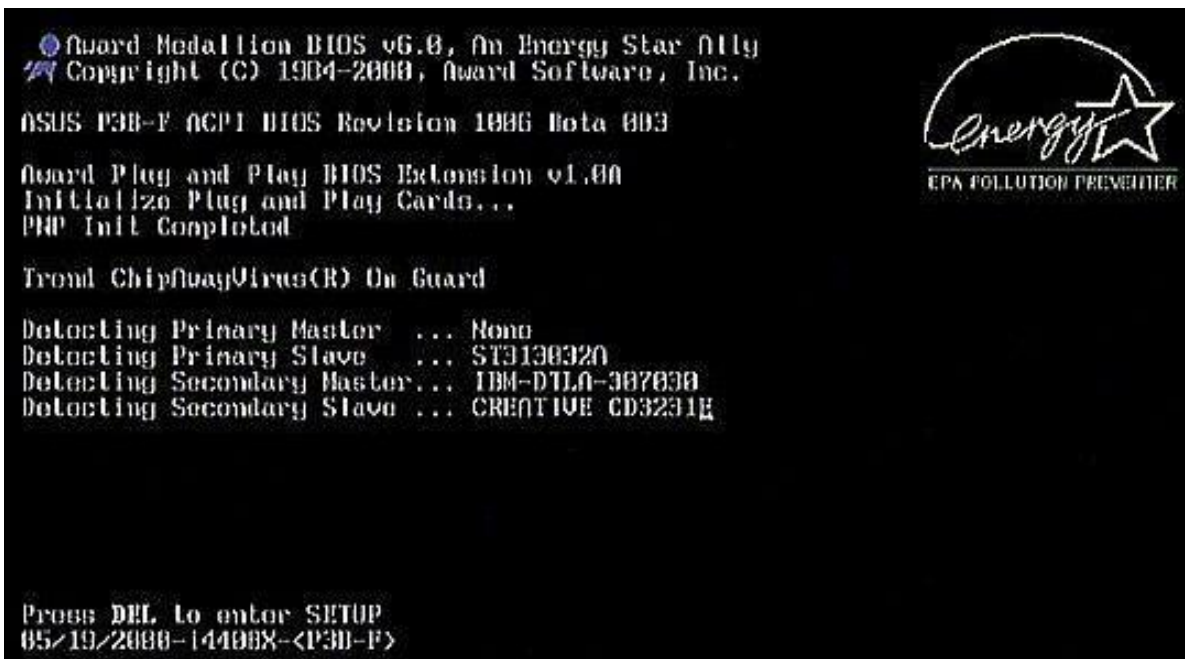 Award Medallion BIOS v6.0, An Energy Star Ally
Copyright (C) 1984-2000, Award Software, Inc.
energy
EPA POLLUTION PREVENTER
ASUS P3B-F ACPI BIOS Revision 1006 Beta 003
Award Plug and Play BIOS Extension v1.0A
Initialize Plug and Play Cards...
PNP Init Completed
Trend ChipAwayVirus(R) On Guard
Detecting Primary Master ... None
Detecting Primary Slave ... ST313032A
Detecting Secondary Master... IBM-DTLA-307030
Detecting Secondary Slave ... CREATIVE CD3231E
Press DEL to enter SETUP
05/19/2000-i440BX-<P3B-F>